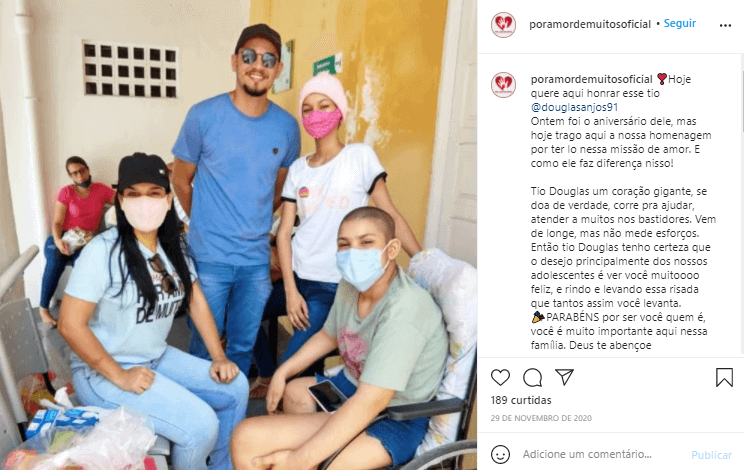 poramordemuitosoficial • Seguir
poramordemuitosoficial ❣Hoje
quere aqui honrar esse tio
@douglasanjos91
Ontem foi o aniversário dele, mas
hoje trago aqui a nossa homenagem
por ter lo nessa missão de amor. E
como ele faz diferença nisso!
Tio Douglas um coração gigante, se
doa de verdade, corre pra ajudar,
atender a muitos nos bastidores. Vem
de longe, mas não mede esforços.
Então tio Douglas tenho certeza que
o desejo principalmente dos nossos
adolescentes é ver você muitoooo
feliz, e rindo e levando essa risada
que tantos assim você levanta.
🎉PARABÉNS por ser você quem é,
você é muito importante aqui nessa
família. Deus te abençoe
189 curtidas
29 DE NOVEMBRO DE 2020
Adicione um comentário...
Publicar
POR AMOR
DE MUITOS